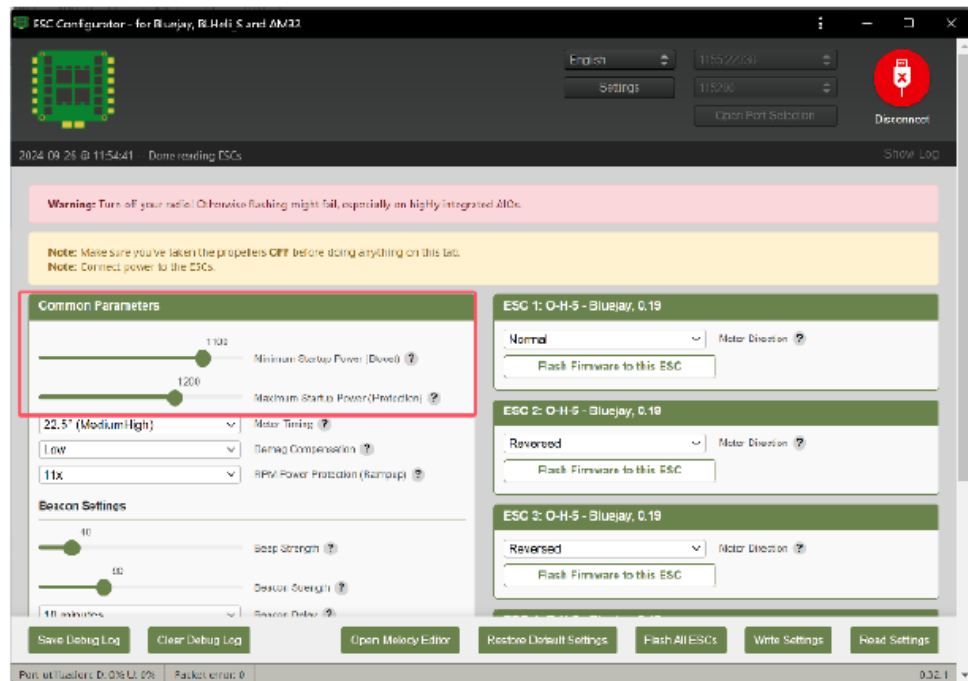 ESC Configurator - for Bluejay, BLHeli_S and AM32
English
Settings
115200
Open Port Selection
Disconnect
2024-09-26 @ 11:54:41 -- Done reading ESCs
Show Log
Warning: Turn off your radio! Otherwise flashing might fail, especially on highly integrated AIOs.
Note: Make sure you've taken the propellers OFF before doing anything on this tab.
Note: Connect power to the ESCs.
Common Parameters
1100
Minimum Startup Power (Boost) ?
1200
Maximum Startup Power (Protection) ?
22.5° (MediumHigh)
Motor Timing ?
Low
Demag Compensation ?
11x
RPM Power Protection (Rampup) ?
Beacon Settings
40
Beep Strength ?
80
Beacon Strength ?
10 minutes
Beacon Delay ?
ESC 1: O-H-5 - Bluejay, 0.19
Normal
Motor Direction ?
Flash Firmware to this ESC
ESC 2: O-H-5 - Bluejay, 0.19
Reversed
Motor Direction ?
Flash Firmware to this ESC
ESC 3: O-H-5 - Bluejay, 0.19
Reversed
Motor Direction ?
Flash Firmware to this ESC
Save Debug Log
Clear Debug Log
Open Melody Editor
Restore Default Settings
Flash All ESCs
Write Settings
Read Settings
Port utilization: D: 0% U: 0%
Packet error: 0
0.32.1